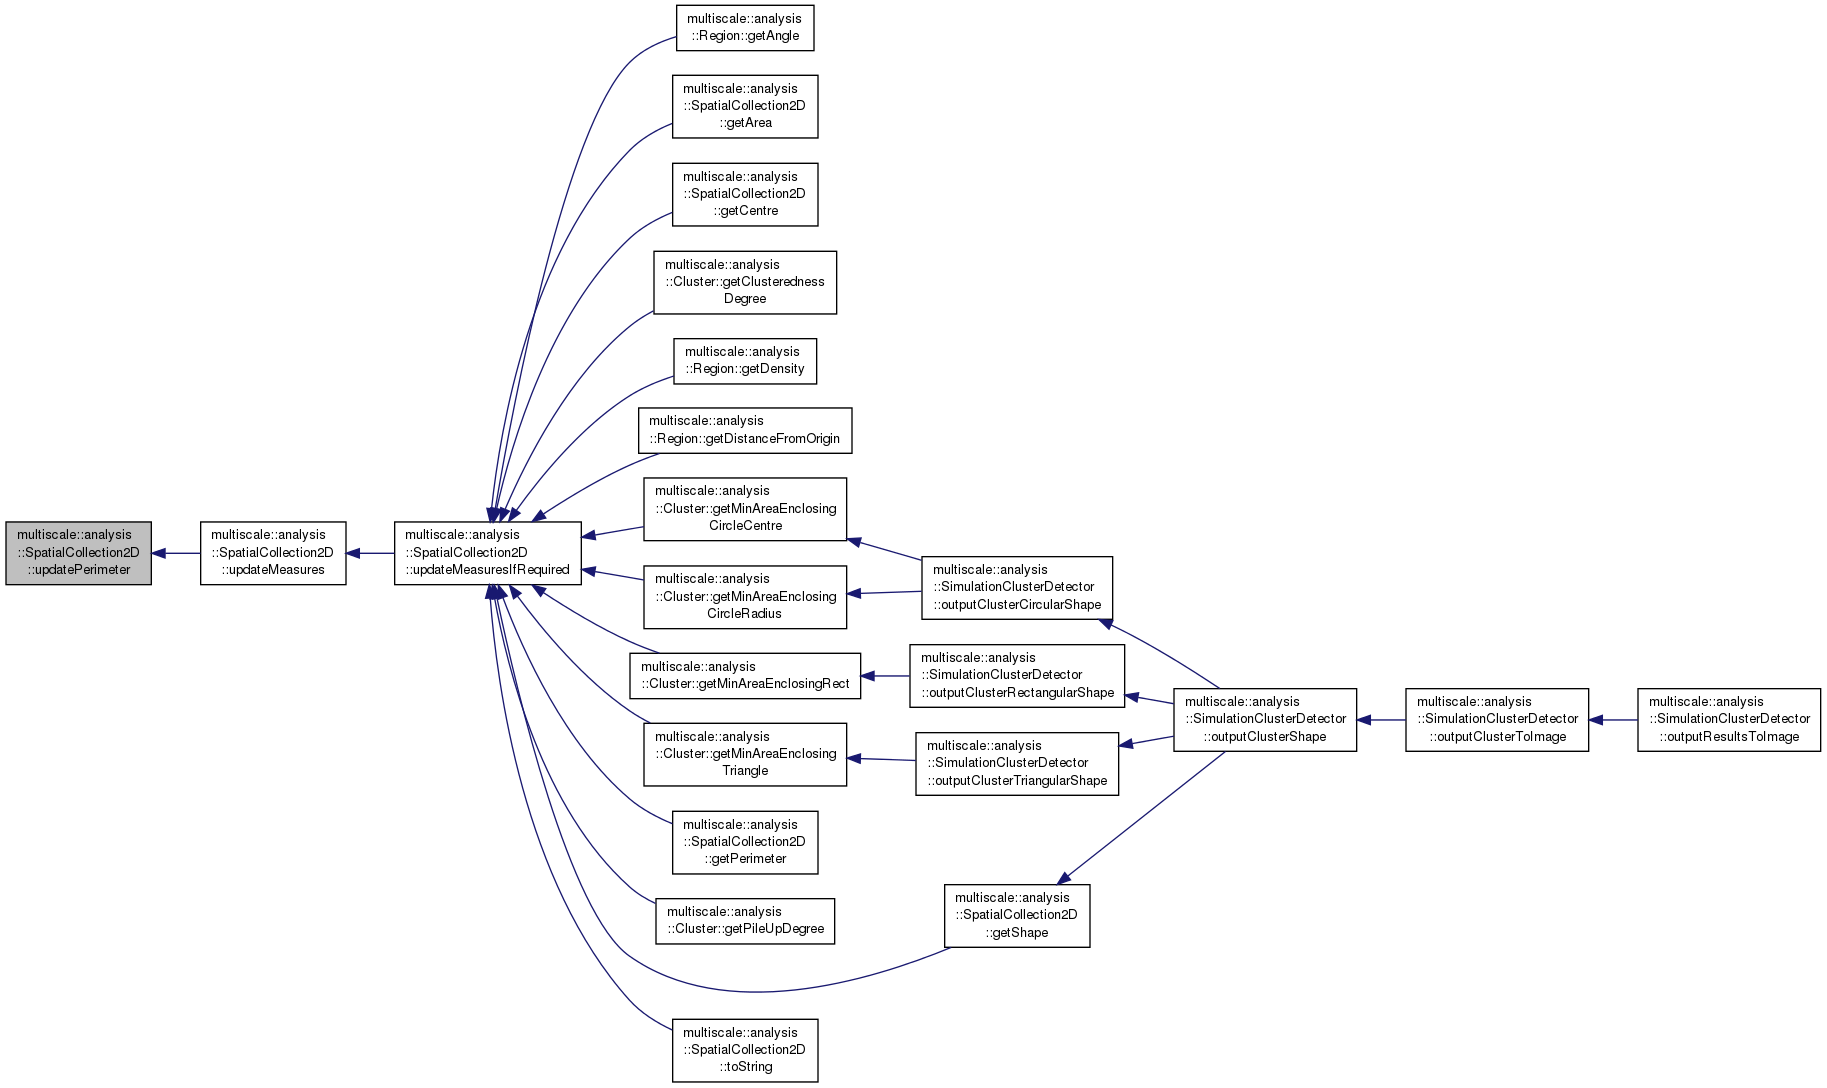 multiscale::analysis
::Region::getAngle
multiscale::analysis
::SpatialCollection2D
::getArea
multiscale::analysis
::SpatialCollection2D
::getCentre
multiscale::analysis
::Cluster::getClusteredness
Degree
multiscale::analysis
::Region::getDensity
multiscale::analysis
::Region::getDistanceFromOrigin
multiscale::analysis
::Cluster::getMinAreaEnclosing
CircleCentre
multiscale::analysis
::SpatialCollection2D
::updatePerimeter
multiscale::analysis
::SpatialCollection2D
::updateMeasures
multiscale::analysis
::SpatialCollection2D
::updateMeasuresIfRequired
multiscale::analysis
::Cluster::getMinAreaEnclosing
CircleRadius
multiscale::analysis
::SimulationClusterDetector
::outputClusterCircularShape
multiscale::analysis
::Cluster::getMinAreaEnclosingRect
multiscale::analysis
::SimulationClusterDetector
::outputClusterRectangularShape
multiscale::analysis
::SimulationClusterDetector
::outputClusterShape
multiscale::analysis
::SimulationClusterDetector
::outputClusterToImage
multiscale::analysis
::SimulationClusterDetector
::outputResultsToImage
multiscale::analysis
::Cluster::getMinAreaEnclosing
Triangle
multiscale::analysis
::SimulationClusterDetector
::outputClusterTriangularShape
multiscale::analysis
::SpatialCollection2D
::getPerimeter
multiscale::analysis
::Cluster::getPileUpDegree
multiscale::analysis
::SpatialCollection2D
::getShape
multiscale::analysis
::SpatialCollection2D
::toString